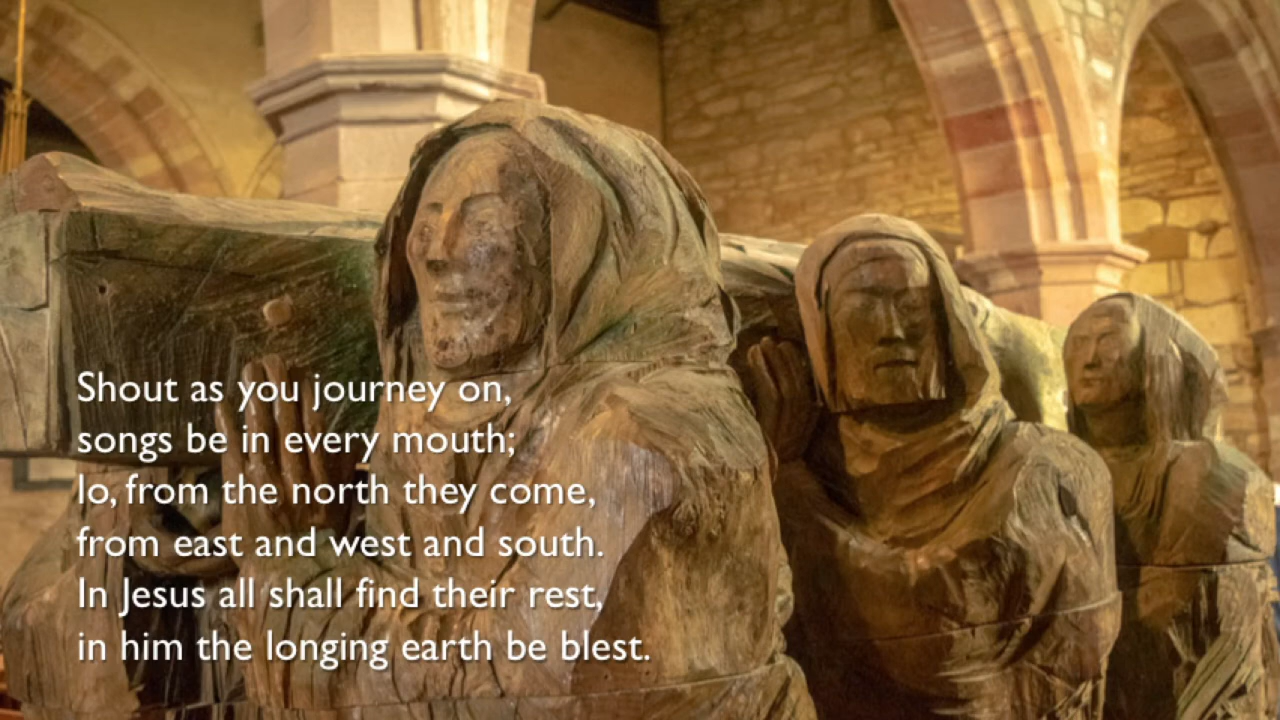 Shout as you journey on,
songs be in every mouth;
lo, from the north they come,
from east and west and south.
In Jesus all shall find their rest,
in him the longing earth be blest.